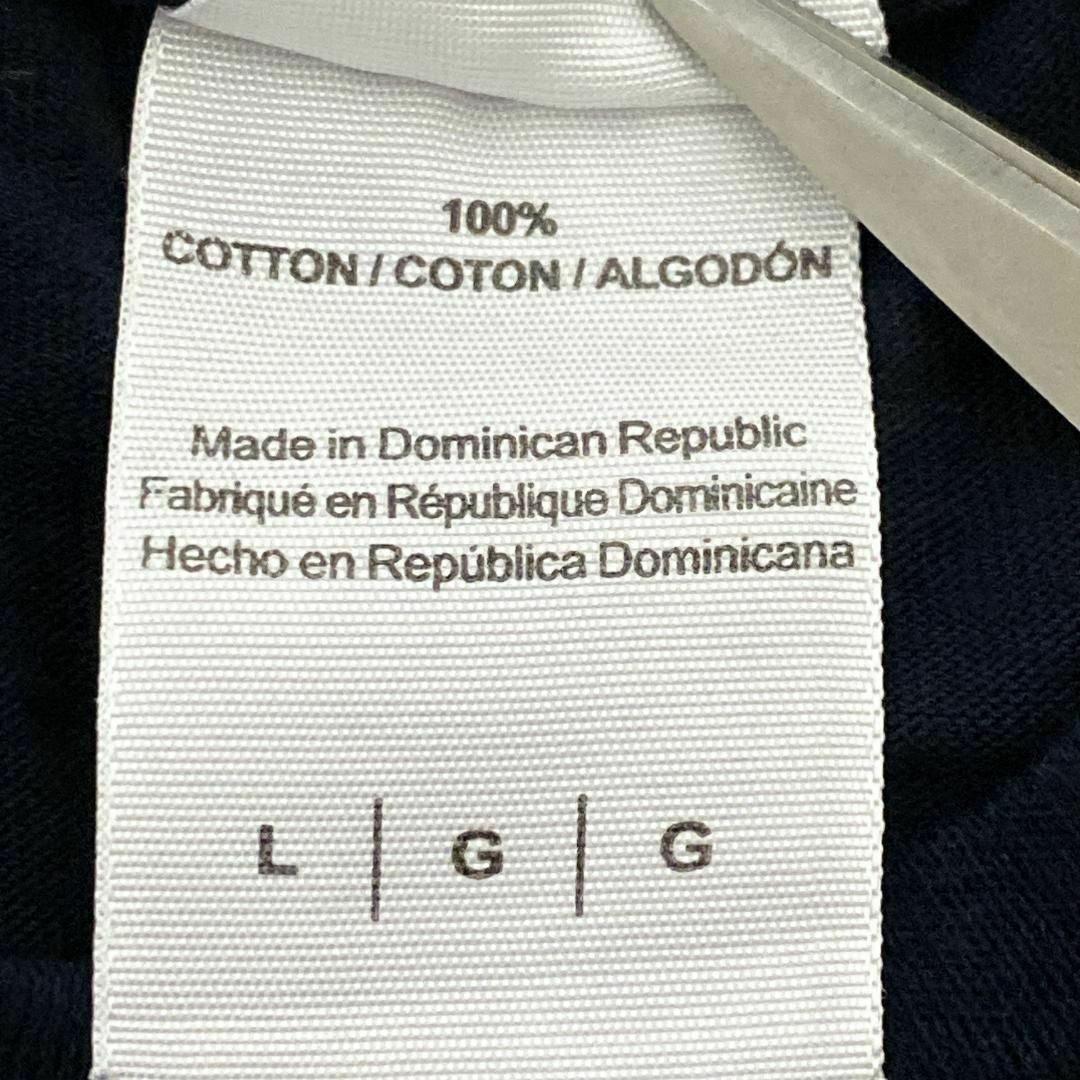 100%
COTTON / COTON / ALGODÓN
Made in Dominican Republic
Fabriqué en République Dominicaine
Hecho en República Dominicana
L | G | G